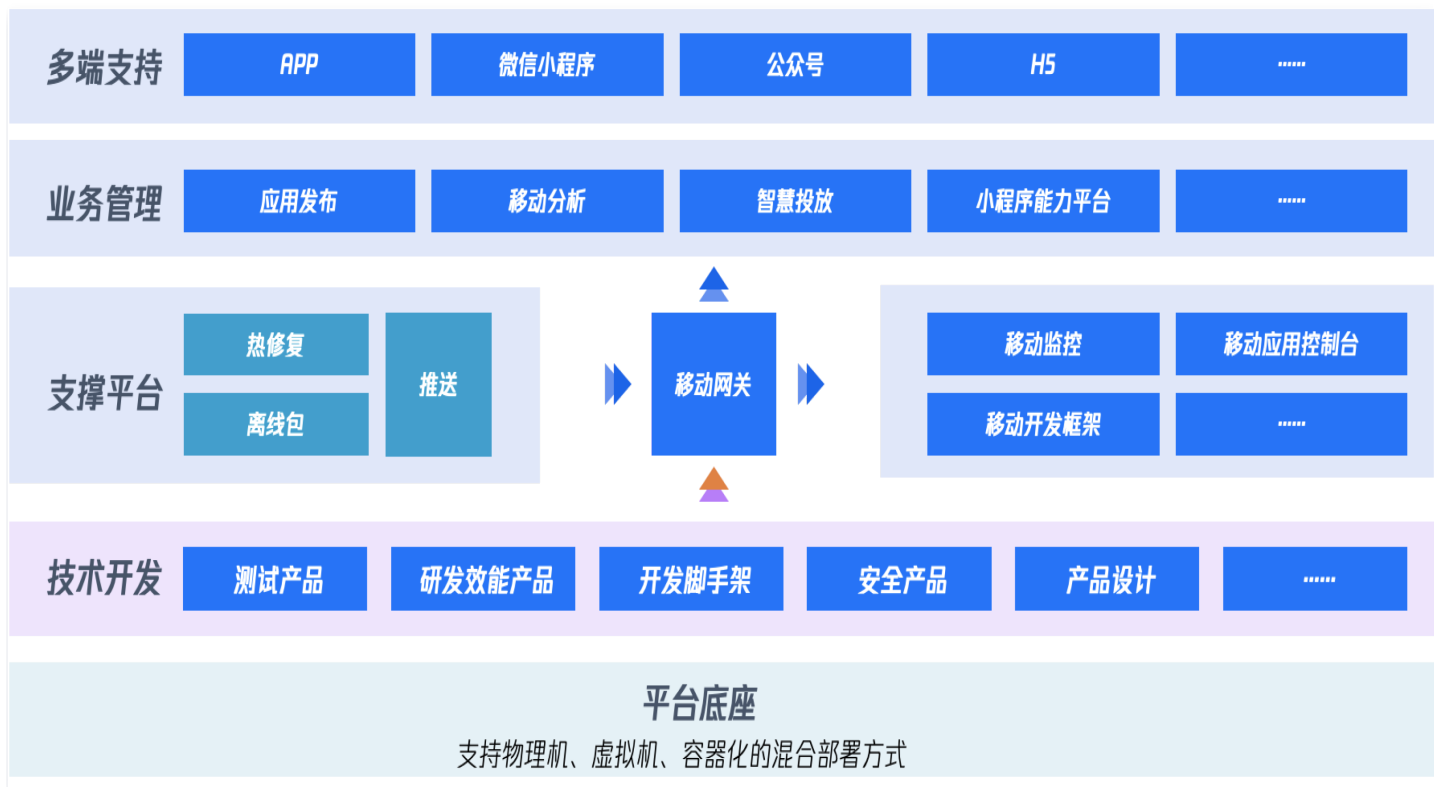 多端支持
APP
微信小程序
公众号
H5
……
业务管理
应用发布
移动分析
智慧投放
小程序能力平台
……
支撑平台
热修复
离线包
推送
移动网关
移动监控
移动应用控制台
移动开发框架
……
技术开发
测试产品
研发效能产品
开发脚手架
安全产品
产品设计
……
平台底座
支持物理机、虚拟机、容器化的混合部署方式